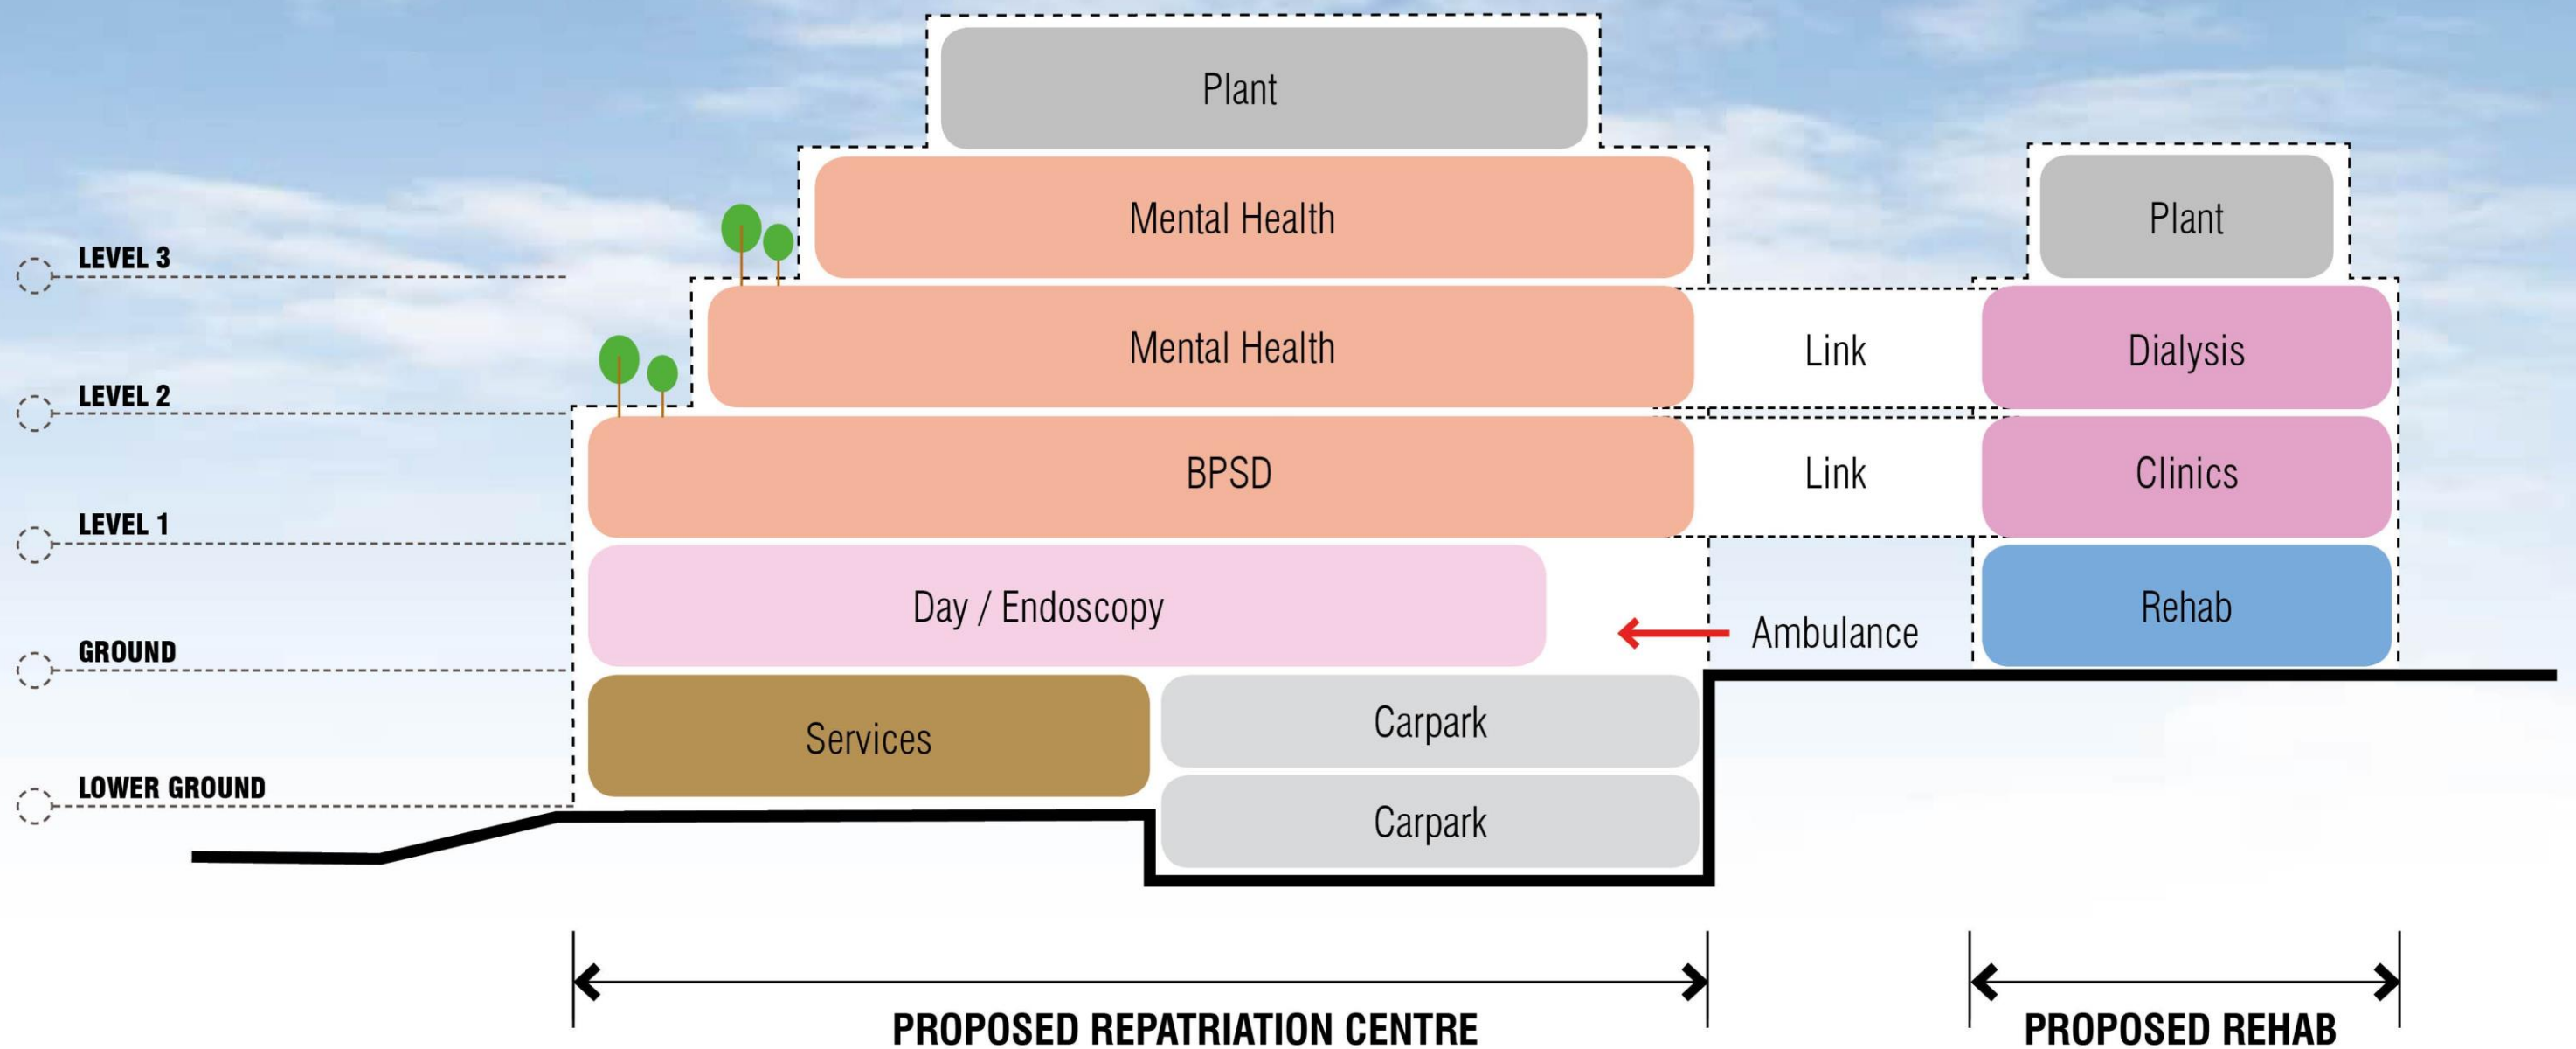 Plant
Mental Health
Plant
LEVEL 3
Mental Health
Link
Dialysis
LEVEL 2
BPSD
Link
Clinics
LEVEL 1
Day / Endoscopy
Ambulance
Rehab
GROUND
Services
Carpark
LOWER GROUND
Carpark
PROPOSED REPATRIATION CENTRE
PROPOSED REHAB